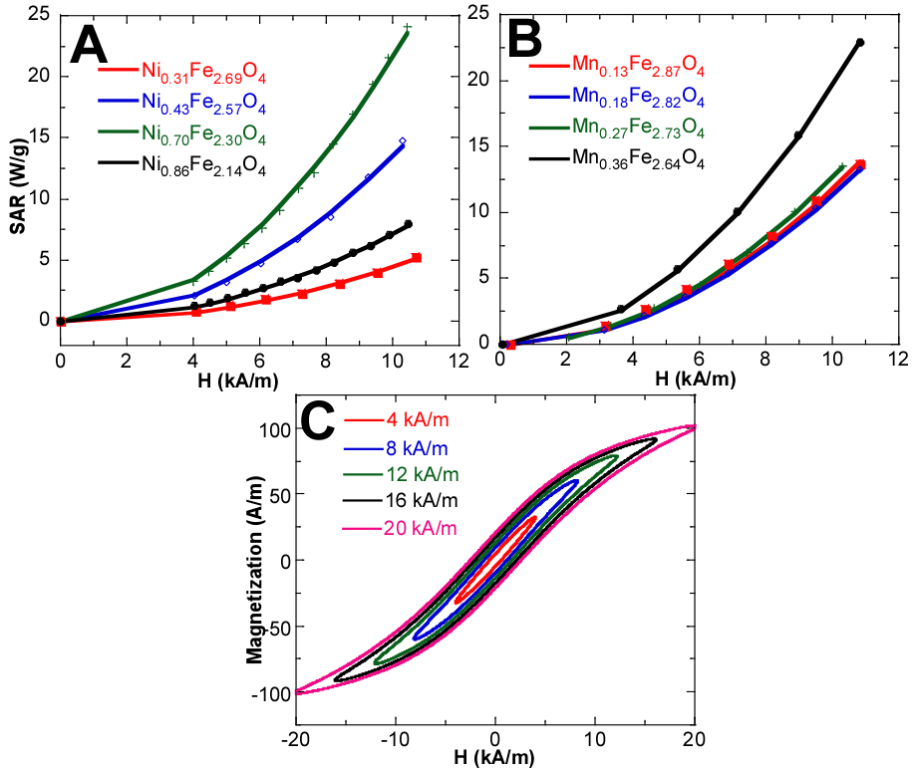 A
Ni0.31Fe2.69O4
Ni0.43Fe2.57O4
Ni0.70Fe2.30O4
Ni0.86Fe2.14O4
SAR (W/g)
25
20
15
10
5
0
0 2 4 6 8 10 12
H (kA/m)
B
Mn0.13Fe2.87O4
Mn0.18Fe2.82O4
Mn0.27Fe2.73O4
Mn0.36Fe2.64O4
25
20
15
10
5
0
0 2 4 6 8 10 12
H (kA/m)
C
4 kA/m
8 kA/m
12 kA/m
16 kA/m
20 kA/m
Magnetization (A/m)
100
50
0
-50
-100
-20 -10 0 10 20
H (kA/m)